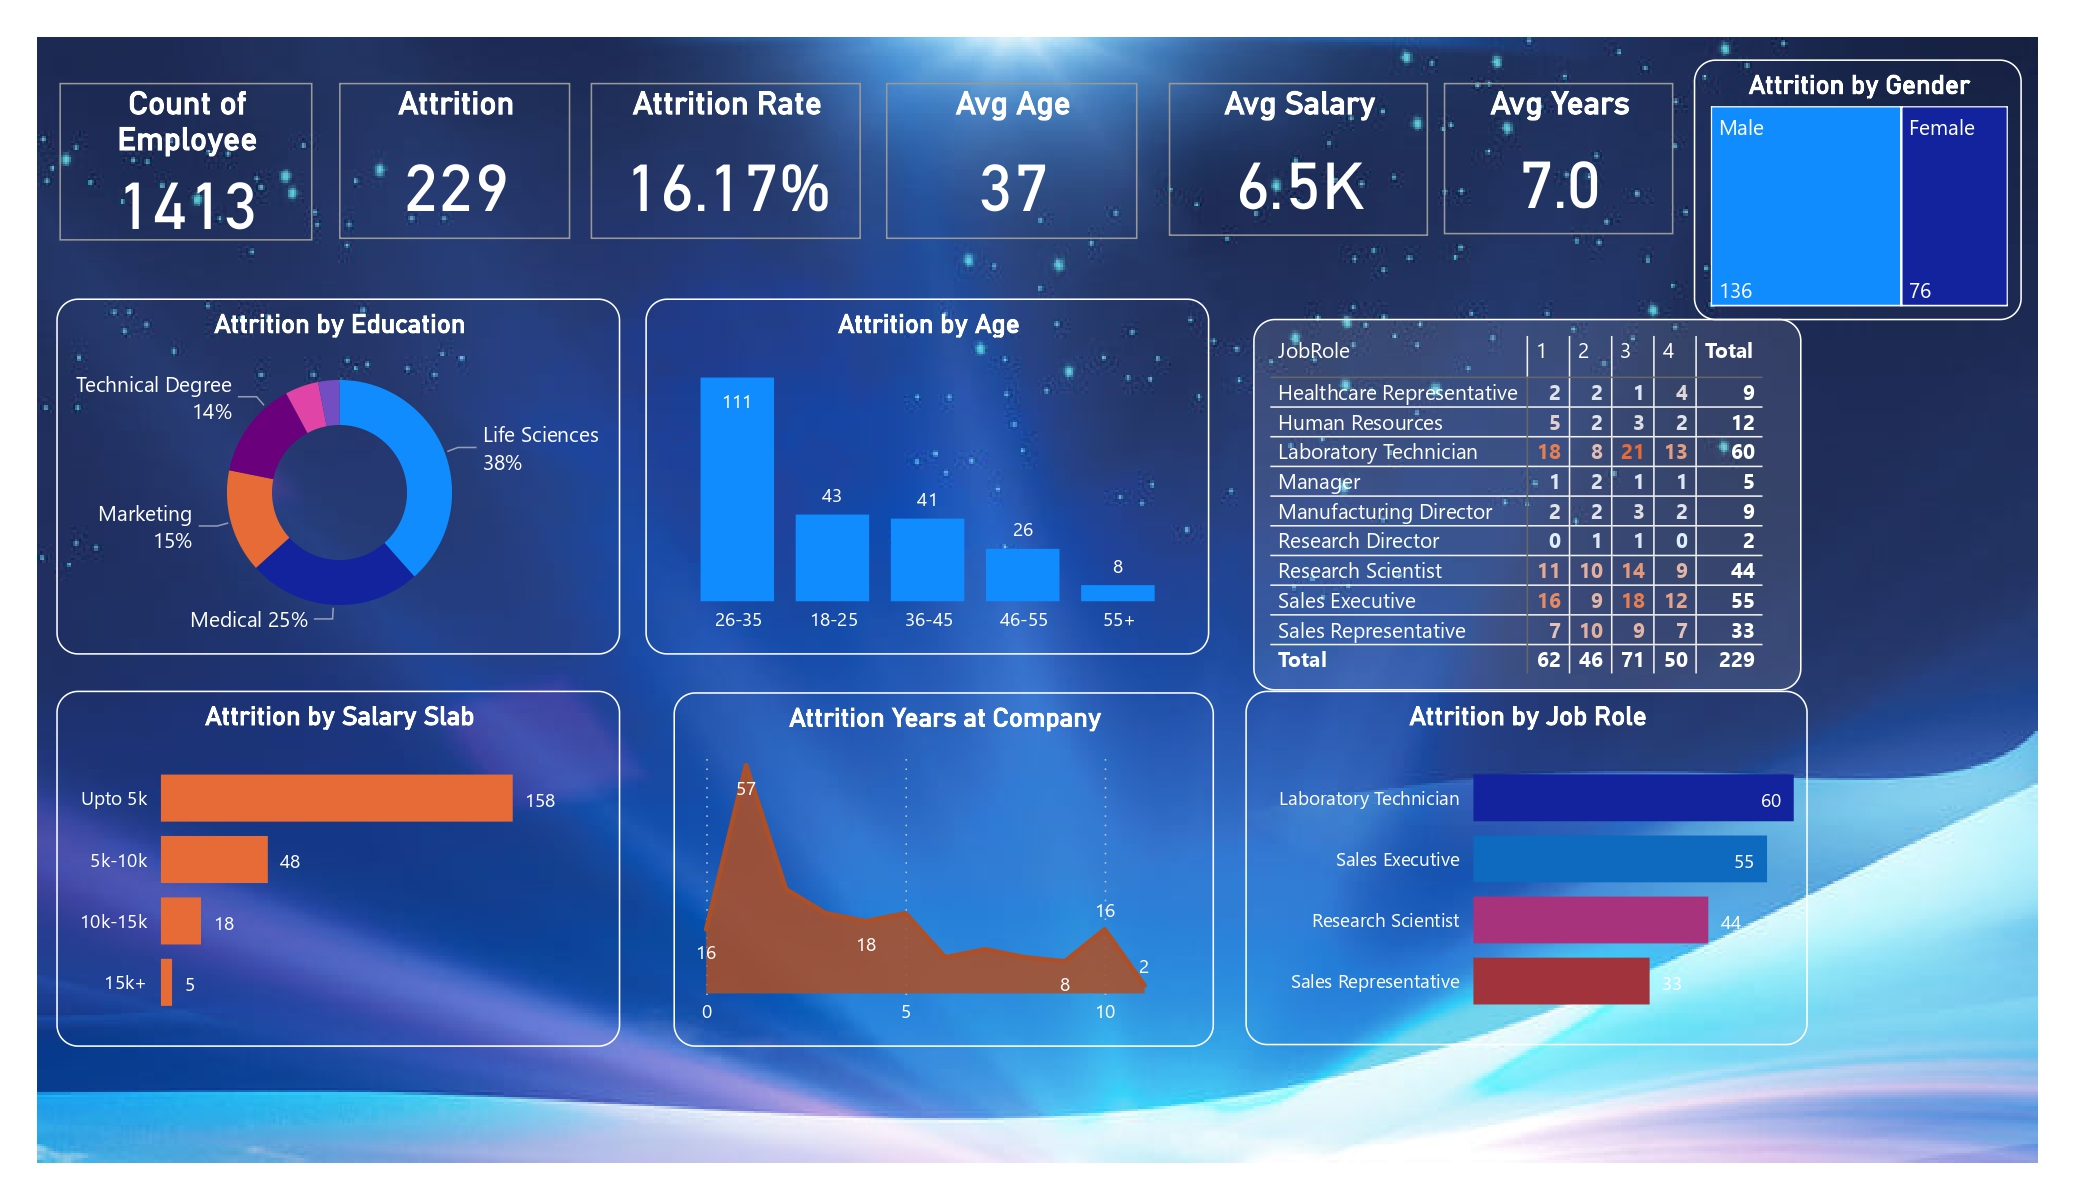 Count of
Employee
1413
Attrition
229
Attrition Rate
16.17%
Avg Age
37
Avg Salary
6.5K
Avg Years
7.0
Attrition by Gender
Male
Female
136
76
Attrition by Education
Technical Degree
14%
Life Sciences
38%
Marketing
15%
Medical 25%
Attrition by Age
111
43
41
26
8
26-35 18-25 36-45 46-55 55+
JobRole 1 2 3 4 Total
Healthcare Representative 2 2 1 4 9
Human Resources 5 2 3 2 12
Laboratory Technician 18 8 21 13 60
Manager 1 2 1 1 5
Manufacturing Director 2 2 3 2 9
Research Director 0 1 1 0 2
Research Scientist 11 10 14 9 44
Sales Executive 16 9 18 12 55
Sales Representative 7 10 9 7 33
Total 62 46 71 50 229
Attrition by Salary Slab
Upto 5k 158
5k-10k 48
10k-15k 18
15k+ 5
Attrition Years at Company
57
16
16
18
2
8
0 5 10
Attrition by Job Role
Laboratory Technician 60
Sales Executive 55
Research Scientist 44
Sales Representative 33